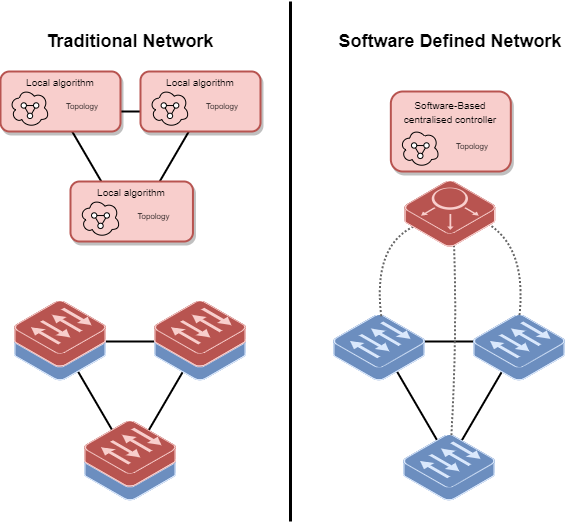 Traditional Network
Local algorithm
Topology
Local algorithm
Topology
Local algorithm
Topology
Software Defined Network
Software-Based
centralised controller
Topology